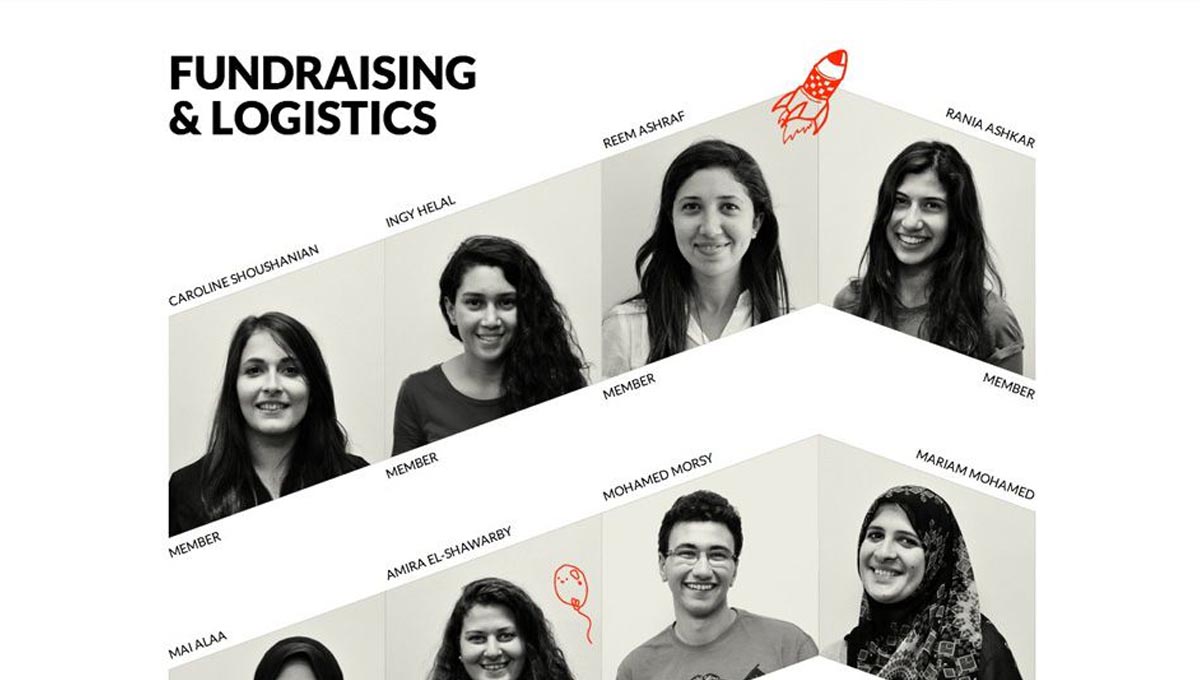 FUNDRAISING
& LOGISTICS
CAROLINE SHOUSHANIAN
INGY HELAL
REEM ASHRAF
RANIA ASHKAR
MEMBER
MEMBER
MEMBER
MEMBER
MAI ALAA
AMIRA EL-SHAWARBY
MOHAMED MORSY
MARIAM MOHAMED